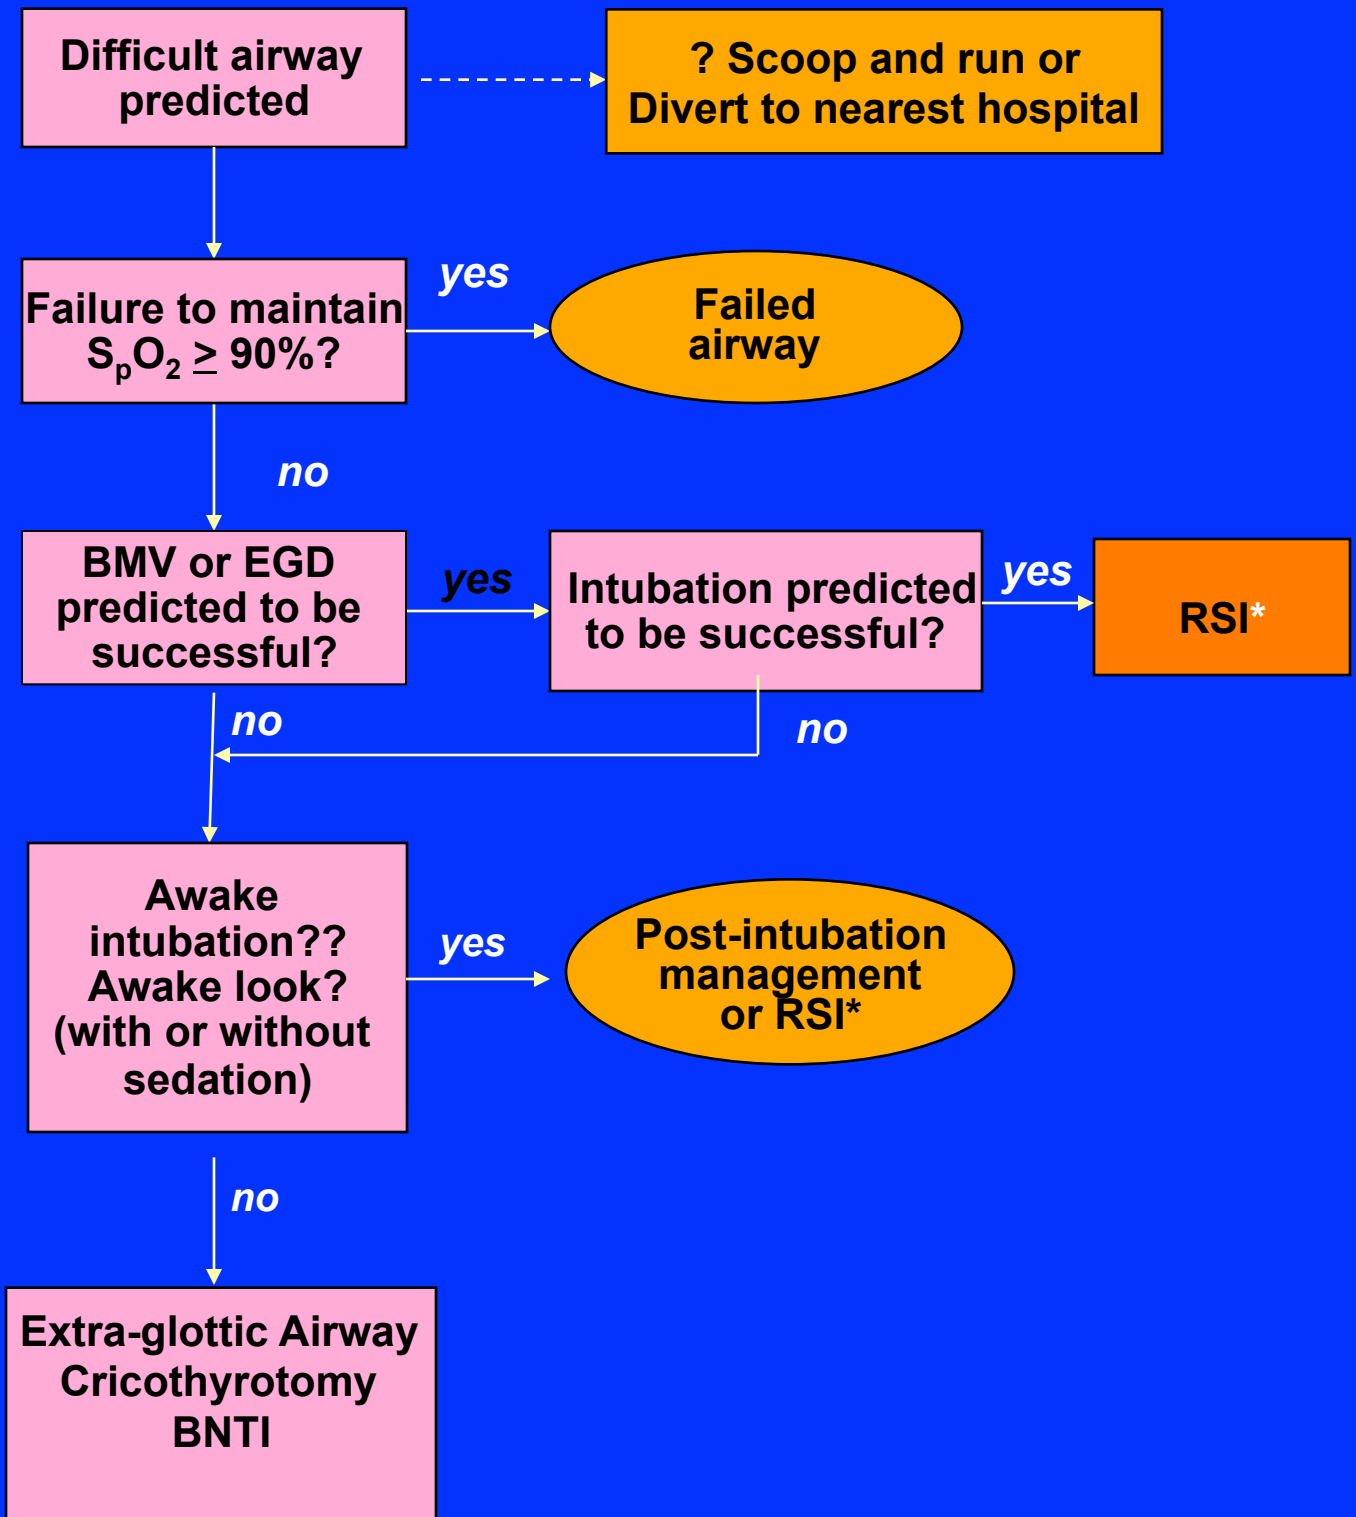 Difficult airway
predicted
? Scoop and run or
Divert to nearest hospital
Failure to maintain
SpO2 ≥ 90%?
yes
Failed
airway
no
BMV or EGD
predicted to be
successful?
yes
Intubation predicted
to be successful?
yes
RSI*
no
no
Awake
intubation??
Awake look?
(with or without
sedation)
yes
Post-intubation
management
or RSI*
no
Extra-glottic Airway
Cricothyrotomy
BNTI